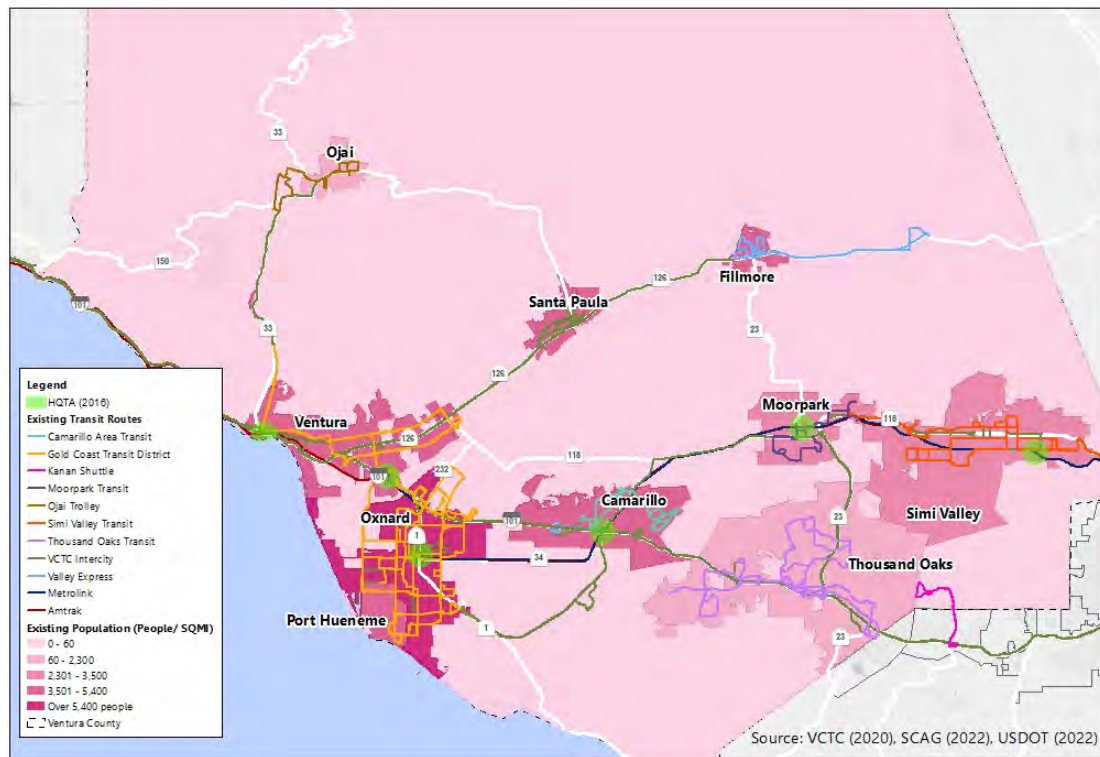 33
Ojai
150
101
33
126
Fillmore
Santa Paula
126
23
126
Ventura
126
101
232
118
Moorpark
118
Camarillo
101
Oxnard
1
34
Simi Valley
23
Thousand Oaks
Port Hueneme
1
23
Legend
HQTA (2016)
Existing Transit Routes
Camarillo Area Transit
Gold Coast Transit District
Kanan Shuttle
Moorpark Transit
Ojai Trolley
Simi Valley Transit
Thousand Oaks Transit
VCTC Intercity
Valley Express
Metrolink
Amtrak
Existing Population (People/ SQMI)
0 - 60
60 - 2,300
2,301 - 3,500
3,501 - 5,400
Over 5,400 people
Ventura County
Source: VCTC (2020), SCAG (2022), USDOT (2022)